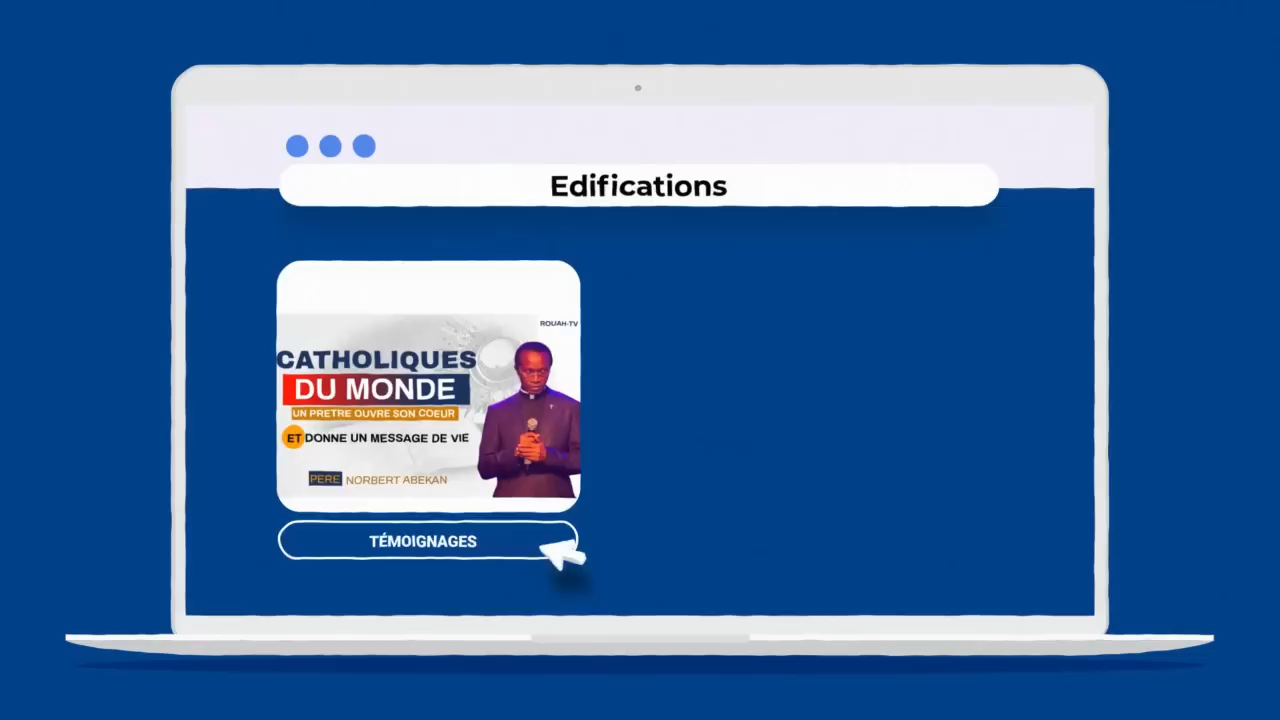 Edifications
ROUAH-TV
CATHOLIQUES
DU MONDE
UN PRETRE OUVRE SON COEUR
ET DONNE UN MESSAGE DE VIE
PERE NORBERT ABEKAN
TÉMOIGNAGES